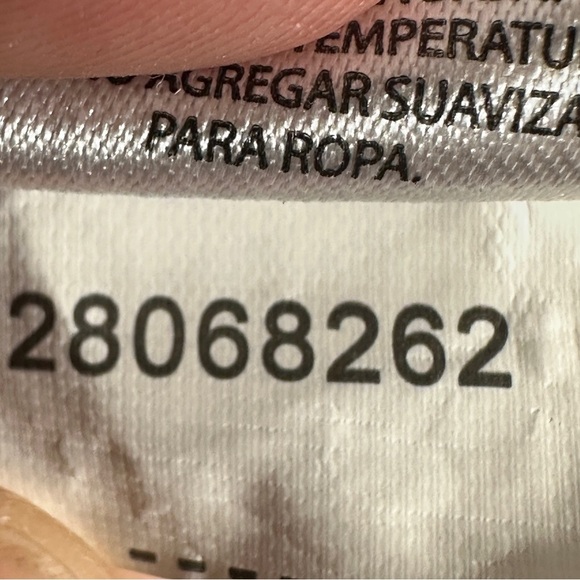 TEMPERATU
AGREGAR SUAVIZA
PARA ROPA.
28068262